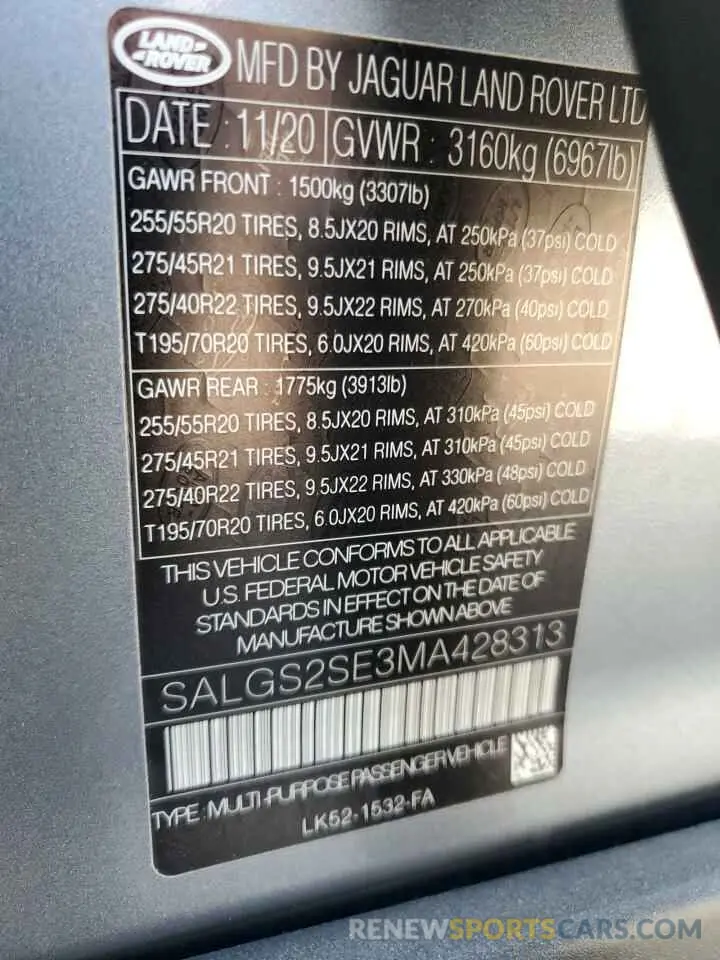 LAND ROVER
MFD BY JAGUAR LAND ROVER LTD
DATE : 11/20 GVWR : 3160kg (6967lb)
GAWR FRONT : 1500kg (3307lb)
255/55R20 TIRES, 8.5JX20 RIMS, AT 250kPa (37psi) COLD
275/45R21 TIRES, 9.5JX21 RIMS, AT 250kPa (37psi) COLD
275/40R22 TIRES, 9.5JX22 RIMS, AT 270kPa (40psi) COLD
T195/70R20 TIRES, 6.0JX20 RIMS, AT 420kPa (60psi) COLD
GAWR REAR : 1775kg (3913lb)
255/55R20 TIRES, 8.5JX20 RIMS, AT 310kPa (45psi) COLD
275/45R21 TIRES, 9.5JX21 RIMS, AT 310kPa (45psi) COLD
275/40R22 TIRES, 9.5JX22 RIMS, AT 330kPa (48psi) COLD
T195/70R20 TIRES, 6.0JX20 RIMS, AT 420kPa (60psi) COLD
THIS VEHICLE CONFORMS TO ALL APPLICABLE
U.S. FEDERAL MOTOR VEHICLE SAFETY
STANDARDS IN EFFECT ON THE DATE OF
MANUFACTURE SHOWN ABOVE
SALGS2SE3MA428313
TYPE : MULTI-PURPOSE PASSENGER VEHICLE
LK52-1532-FA
RENEWSPORTSCARS.COM